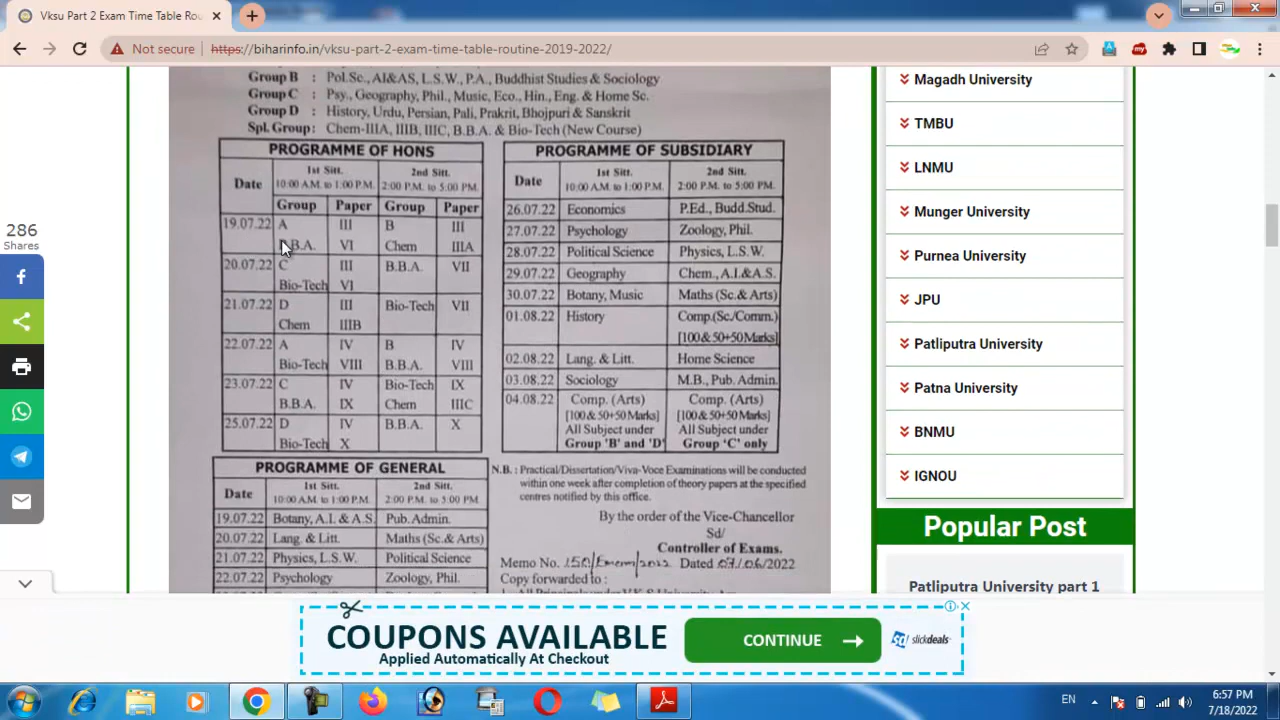 Vksu Part 2 Exam Time Table Rou
Not secure
https://biharinfo.in/vksu-part-2-exam-time-table-routine-2019-2022/
286
Shares
Group B : Pol.Sc., AI&AS, L.S.W., P.A., Buddhist Studies & Sociology
Group C : Psy., Geography, Phil., Music, Eco., Hin., Eng. & Home Sc.
Group D : History, Urdu, Persian, Pali, Prakrit, Bhojpuri & Sanskrit
Spl. Group : Chem-IIIA, IIIB, IIIC, B.B.A. & Bio-Tech (New Course)
PROGRAMME OF HONS
Date 1st Sitt. 2nd Sitt.
10:00 A.M. to 1:00 P.M. 2:00 P.M. to 5:00 P.M.
Group Paper Group Paper
19.07.22 A III B III
B.B.A. VI Chem IIIA
20.07.22 C III B.B.A. VII
Bio-Tech VI
21.07.22 D III Bio-Tech VII
Chem IIIB
22.07.22 A IV B IV
Bio-Tech VIII B.B.A. VIII
23.07.22 C IV Bio-Tech IX
B.B.A. IX Chem IIIC
25.07.22 D IV B.B.A. X
Bio-Tech X
PROGRAMME OF SUBSIDIARY
Date 1st Sitt. 2nd Sitt.
10:00 A.M. to 1:00 P.M. 2:00 P.M. to 5:00 P.M.
26.07.22 Economics P.Ed., Budd.Stud.
27.07.22 Psychology Zoology, Phil.
28.07.22 Political Science Physics, L.S.W.
29.07.22 Geography Chem., A.I.&A.S.
30.07.22 Botany, Music Maths (Sc.& Arts)
01.08.22 History Comp.(Sc./Comm.)
[100 & 50+50 Marks]
02.08.22 Lang. & Litt. Home Science
03.08.22 Sociology M.B., Pub. Admin.
04.08.22 Comp. (Arts) Comp. (Arts)
[100 & 50+50 Marks] [100 & 50+50 Marks]
All Subject under All Subject under
Group 'B' and 'D' Group 'C' only
PROGRAMME OF GENERAL
Date 1st Sitt. 2nd Sitt.
10:00 A.M. to 1:00 P.M. 2:00 P.M. to 5:00 P.M.
19.07.22 Botany, A.I. & A.S. Pub. Admin.
20.07.22 Lang. & Litt. Maths (Sc.& Arts)
21.07.22 Physics, L.S.W. Political Science
22.07.22 Psychology Zoology, Phil.
N.B. : Practical/Dissertation/Viva-Voce Examinations will be conducted
within one week after completion of theory papers at the specified
centres notified by this office.
By the order of the Vice-Chancellor
Sd/
Controller of Exams.
Memo No. 150/Exam/2022 Dated 07/06/2022
Copy forwarded to :
Magadh University
TMBU
LNMU
Munger University
Purnea University
JPU
Patliputra University
Patna University
BNMU
IGNOU
Popular Post
Patliputra University part 1
COUPONS AVAILABLE
Applied Automatically At Checkout
CONTINUE
slickdeals
EN
6:57 PM
7/18/2022